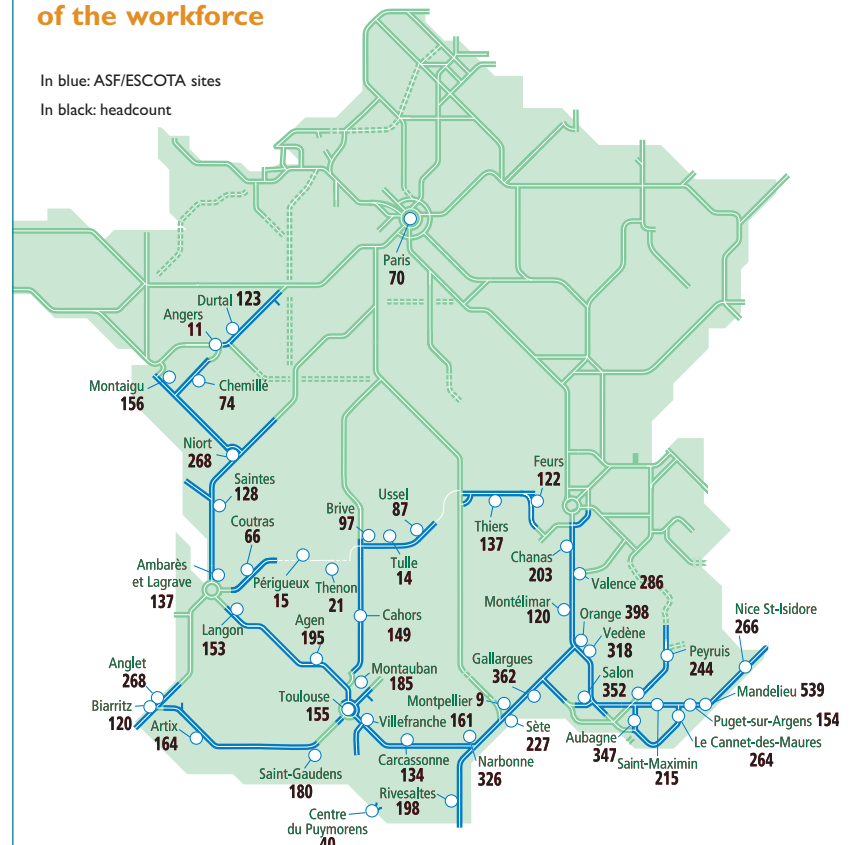 of the workforce
In blue: ASF/ESCOTA sites
In black: headcount
Paris
70
Durtal 123
Angers
11
Montaigu
156
Chemillé
74
Niort
268
Saintes
128
Coutras
66
Ambarès
et Lagrave
137
Périgueux
15
Thenon
21
Brive
97
Tulle
14
Ussel
87
Thiers
137
Feurs
122
Chanas
203
Valence 286
Montélimar
120
Orange 398
Vedène
318
Nice St-Isidore
266
Peyruis
244
Langon
153
Agen
195
Cahors
149
Montauban
185
Gallargues
362
Salon
352
Mandelieu 539
Anglet
268
Biarritz
120
Artix
164
Toulouse
155
Villefranche 161
Montpellier 9
Sète
227
Puget-sur-Argens 154
Le Cannet-des-Maures
264
Aubagne
347
Saint-Maximin
215
Saint-Gaudens
180
Carcassonne
134
Narbonne
326
Rivesaltes
198
Centre
du Puymorens
40